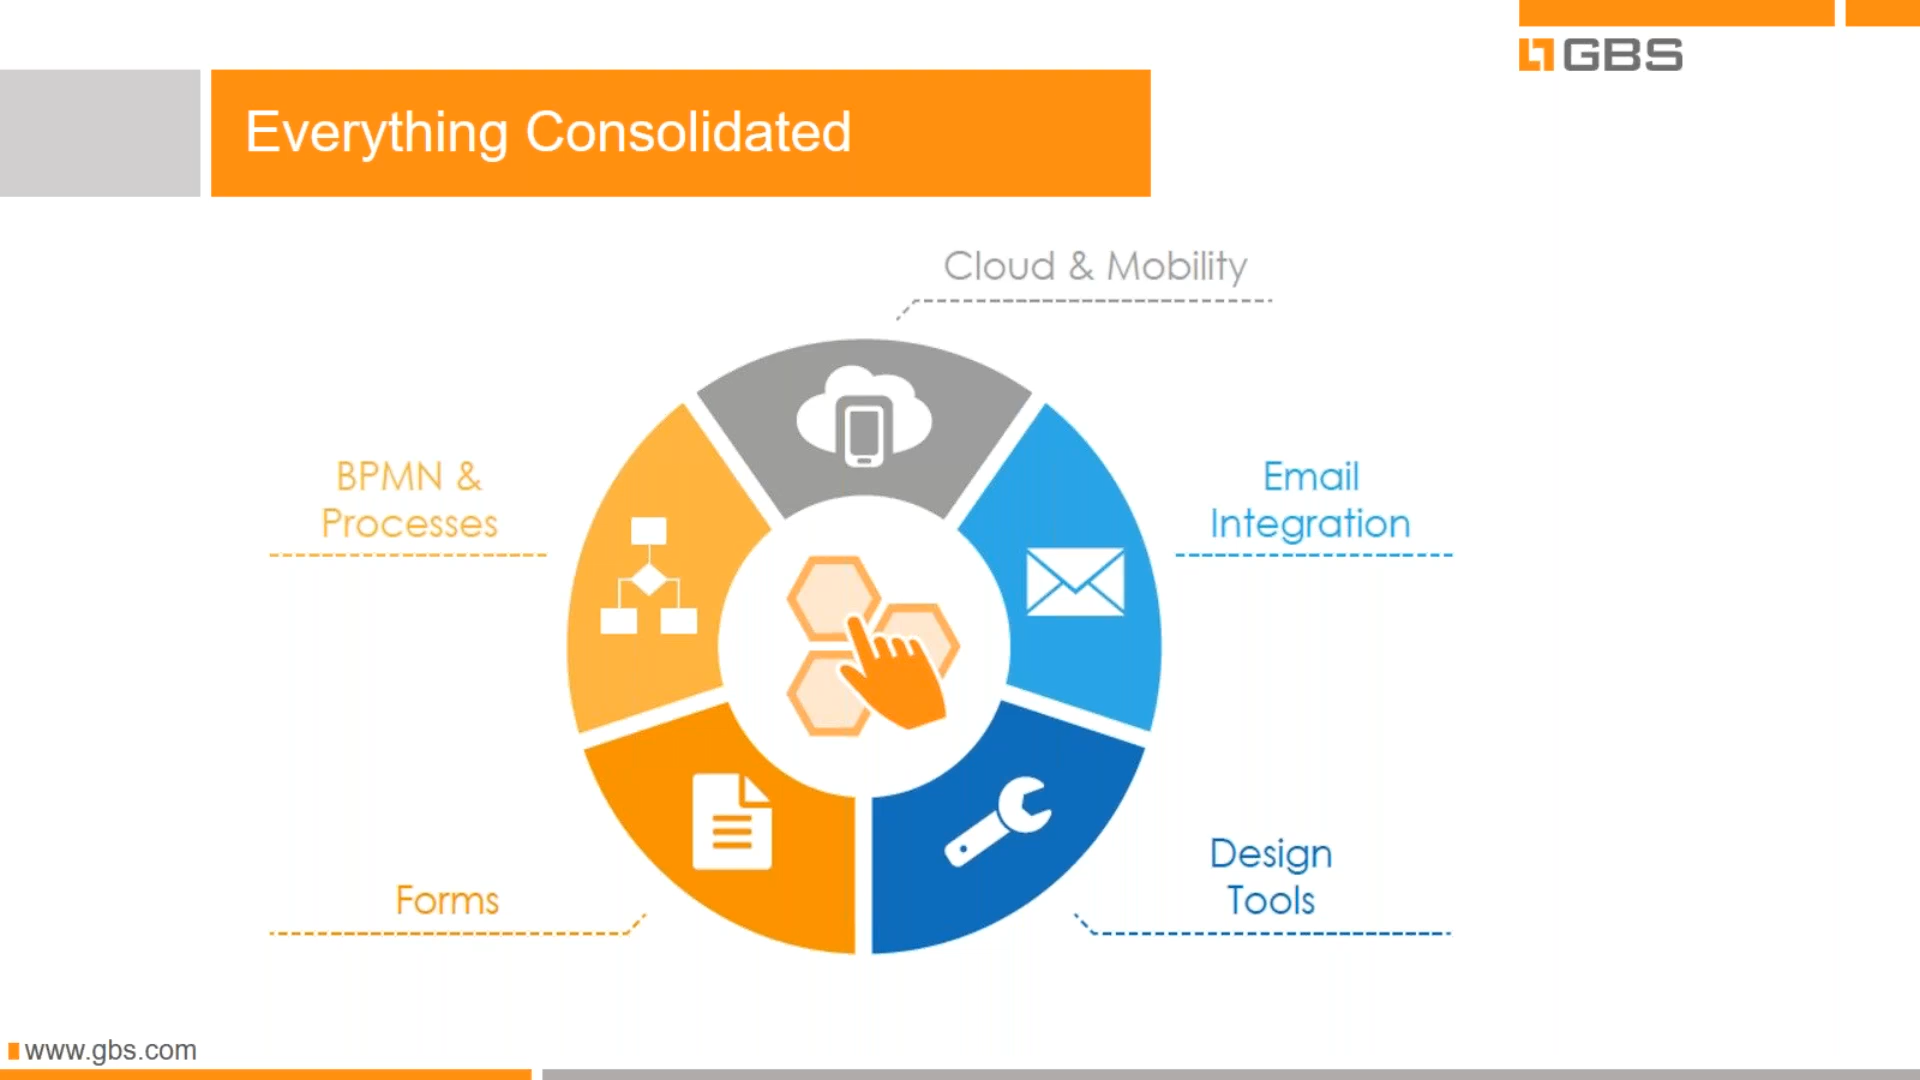 GBS
Everything Consolidated
Cloud & Mobility
BPMN &
Processes
Email
Integration
Design
Tools
Forms
www.gbs.com